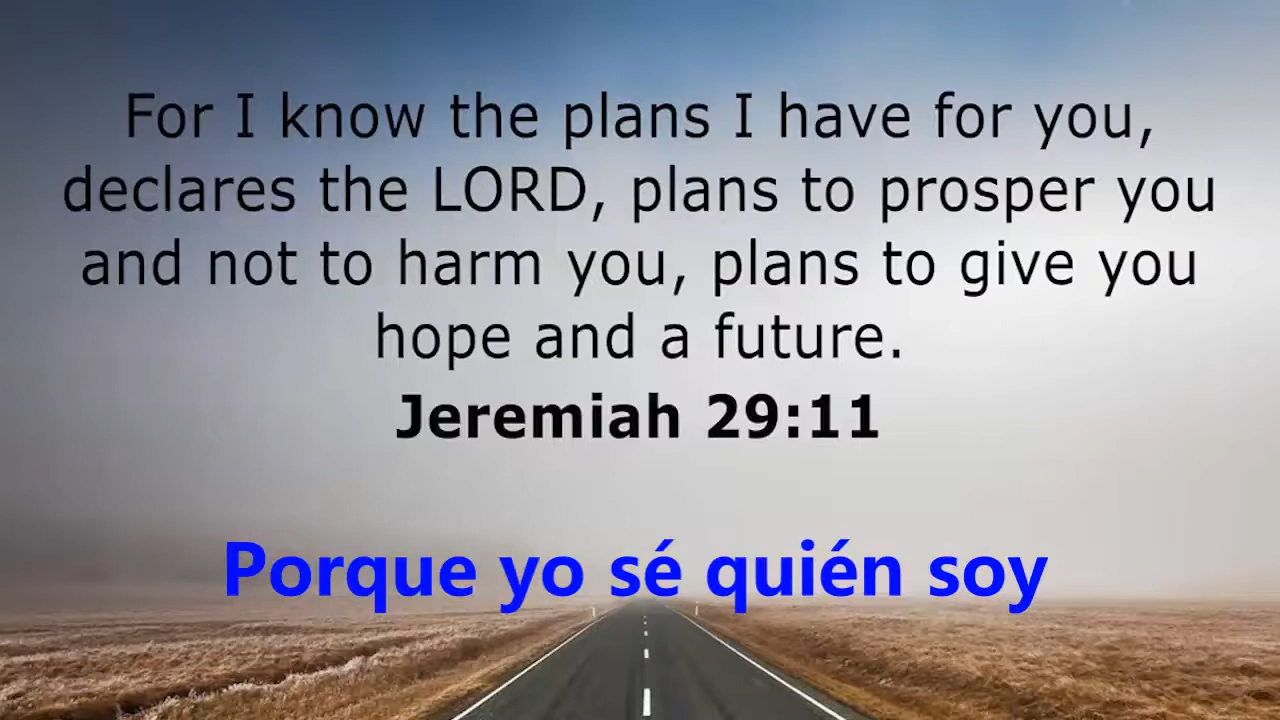 For I know the plans I have for you,
declares the LORD, plans to prosper you
and not to harm you, plans to give you
hope and a future.
Jeremiah 29:11
Porque yo sé quién soy